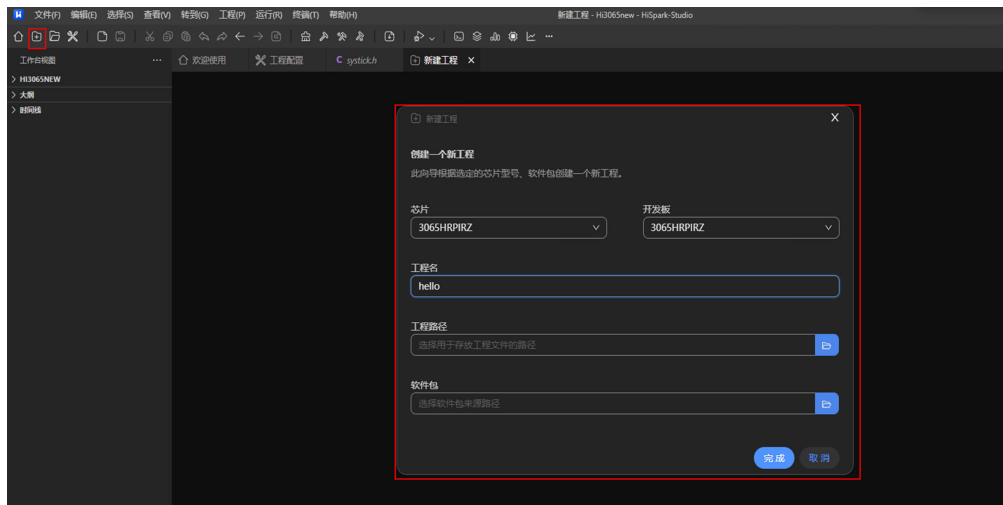 文件(F) 编辑(E) 选择(S) 查看(V) 转到(G) 工程(P) 运行(R) 终端(T) 帮助(H) 新建工程 - Hi3065new - HiSpark-Studio
工作台视图 ··· 欢迎使用 工程配置 C systick.h 新建工程 ×
> HI3065NEW
> 大纲
> 时间线
新建工程 X
创建一个新工程
此向导根据选定的芯片型号、软件包创建一个新工程。
芯片 开发板
3065HRPIRZ 3065HRPIRZ
工程名
hello
工程路径
选择用于存放工程文件的路径
软件包
选择软件包来源路径
完成 取消